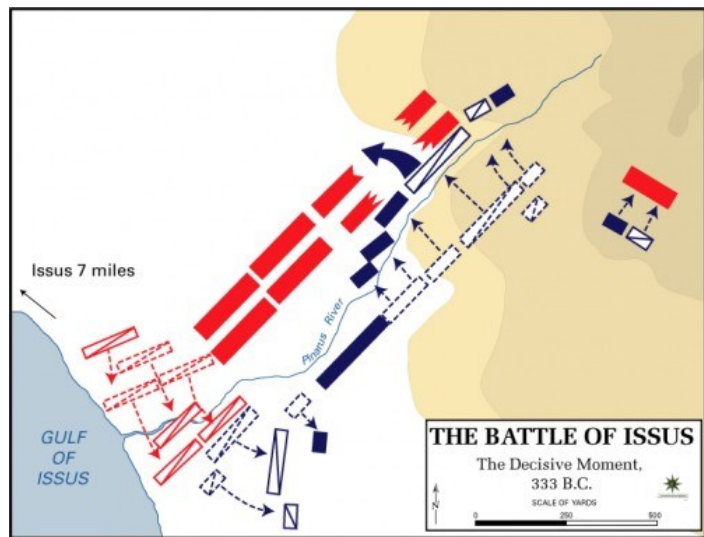 Issus 7 miles
Pinarus River
GULF
OF
ISSUS
THE BATTLE OF ISSUS
The Decisive Moment,
333 B.C.
SCALE OF YARDS
N
0 250 500